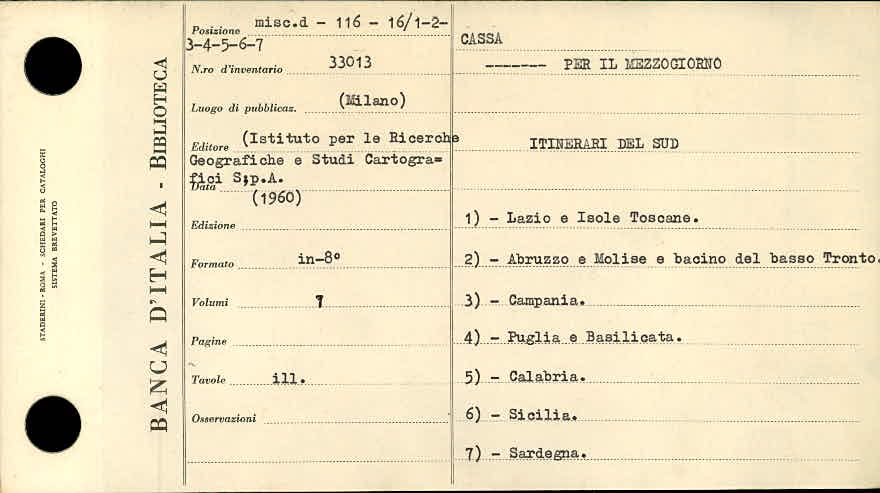 STADERINI - ROMA - SCHEDARI PER CATALOGHI
SISTEMA BREVETTATO
BANCA D'ITALIA - BIBLIOTECA
Posizione misc.d - 116 - 16/1-2-
3-4-5-6-7
N.ro d'inventario 33013
Luogo di pubblicaz. (Milano)
Editore (Istituto per le Ricerche
Geografiche e Studi Cartogra=
fici S;p.A.
Data (1960)
Edizione
Formato in-8°
Volumi 7
Pagine
Tavole ill.
Osservazioni
CASSA
------- PER IL MEZZOGIORNO
ITINERARI DEL SUD
1) - Lazio e Isole Toscane.
2) - Abruzzo e Molise e bacino del basso Tronto.
3) - Campania.
4) - Puglia e Basilicata.
5) - Calabria.
6) - Sicilia.
7) - Sardegna.